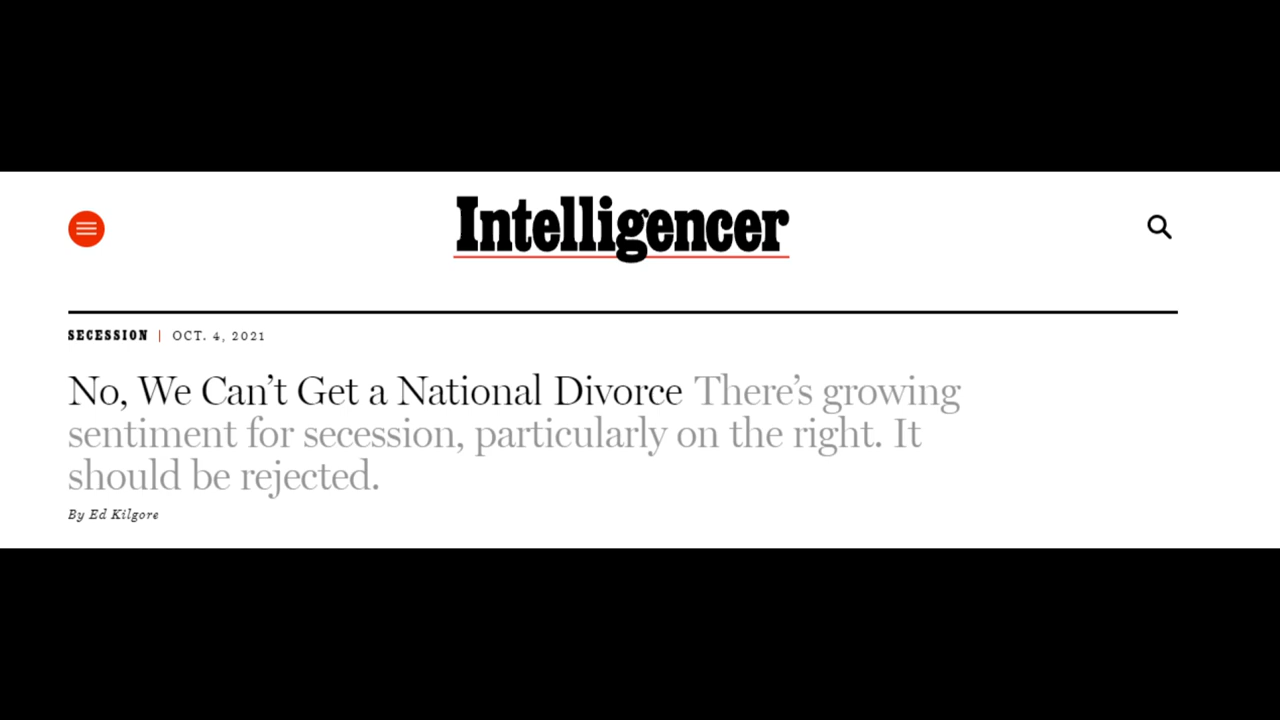 Intelligencer
SECESSION | OCT. 4, 2021
No, We Can’t Get a National Divorce There’s growing
sentiment for secession, particularly on the right. It
should be rejected.
By Ed Kilgore